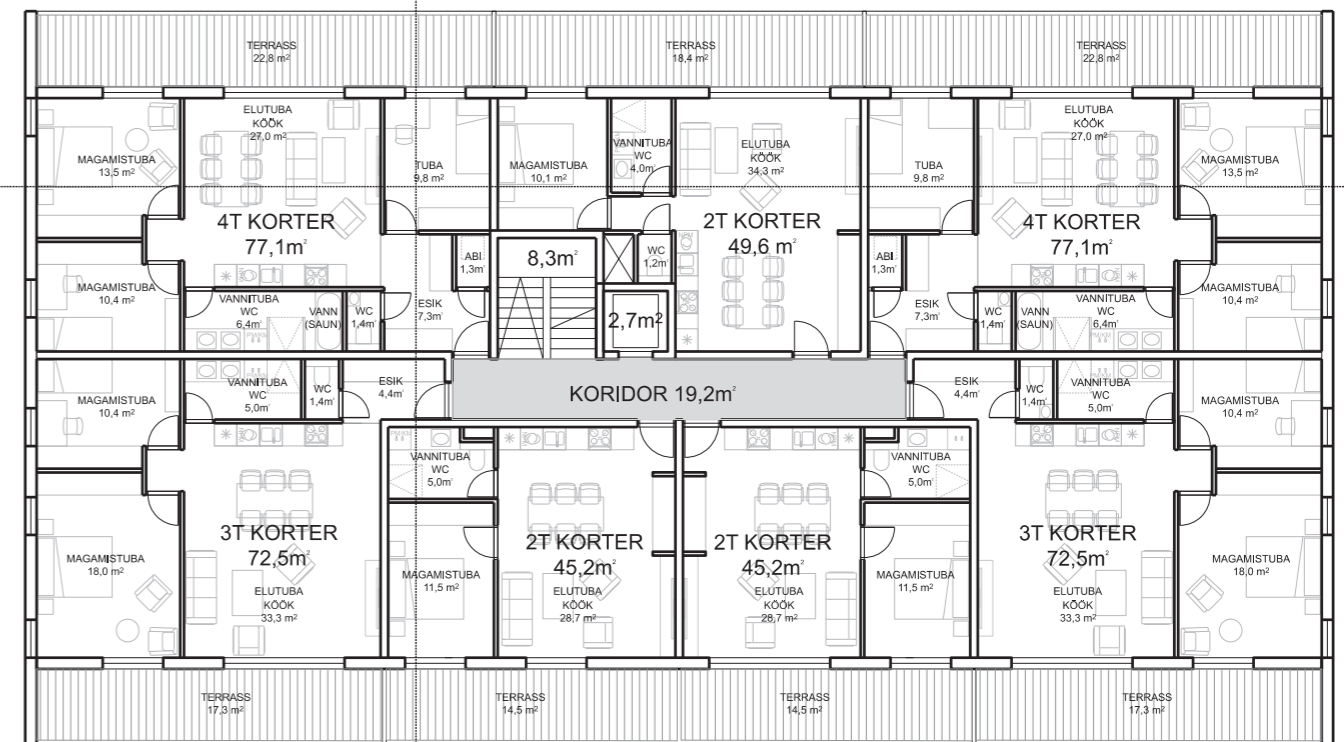 TERRASS
22,8 m²
TERRASS
18,4 m²
TERRASS
22,8 m²
MAGAMISTUBA
13,5 m²
ELUTUBA
KÖÖK
27,0 m²
TUBA
9,8 m²
MAGAMISTUBA
10,1 m²
VANNITUBA
WC
4,0m²
ELUTUBA
KÖÖK
34,3 m²
TUBA
9,8 m²
ELUTUBA
KÖÖK
27,0 m²
MAGAMISTUBA
13,5 m²
4T KORTER
77,1m²
2T KORTER
49,6 m²
4T KORTER
77,1m²
ABI
1,3m²
8,3m²
WC
1,2m²
ABI
1,3m²
MAGAMISTUBA
10,4 m²
VANNITUBA
WC
6,4m²
VANN
(SAUN)
WC
1,4m²
ESIK
7,3m²
2,7m²
ESIK
7,3m²
WC
1,4m²
VANN
(SAUN)
VANNITUBA
WC
6,4m²
MAGAMISTUBA
10,4 m²
MAGAMISTUBA
10,4 m²
VANNITUBA
WC
5,0m²
WC
1,4m²
ESIK
4,4m²
KORIDOR 19,2m²
ESIK
4,4m²
WC
1,4m²
VANNITUBA
WC
5,0m²
MAGAMISTUBA
10,4 m²
VANNITUBA
WC
5,0m²
VANNITUBA
WC
5,0m²
3T KORTER
72,5m²
2T KORTER
45,2m²
2T KORTER
45,2m²
3T KORTER
72,5m²
MAGAMISTUBA
18,0 m²
ELUTUBA
KÖÖK
33,3 m²
MAGAMISTUBA
11,5 m²
ELUTUBA
KÖÖK
28,7 m²
ELUTUBA
KÖÖK
28,7 m²
MAGAMISTUBA
11,5 m²
ELUTUBA
KÖÖK
33,3 m²
MAGAMISTUBA
18,0 m²
TERRASS
17,3 m²
TERRASS
14,5 m²
TERRASS
14,5 m²
TERRASS
17,3 m²